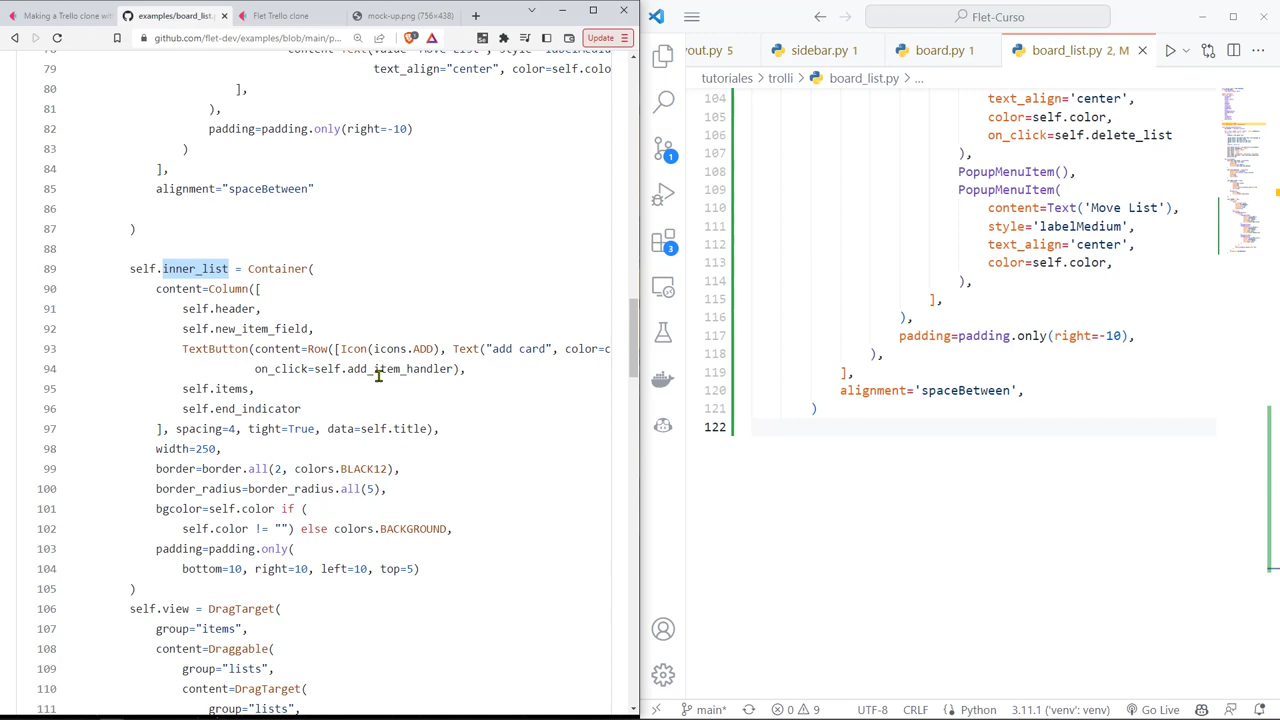 Making a Trello clone with
examples/board_list.
Trello clone
mock-up.png (756×438)
github.com/flet-dev/examples/blob/main/p...
Update
79 text_align="center", color=self.colo
80 ],
81 ),
82 padding=padding.only(right=-10)
83 )
84 ],
85 alignment="spaceBetween"
86
87 )
88
89 self.inner_list = Container(
90 content=Column([
91 self.header,
92 self.new_item_field,
93 TextButton(content=Row([Icon(icons.ADD), Text("add card", color=c
94 on_click=self.add_item_handler),
95 self.items,
96 self.end_indicator
97 ], spacing=4, tight=True, data=self.title),
98 width=250,
99 border=border.all(2, colors.BLACK12),
100 border_radius=border_radius.all(5),
101 bgcolor=self.color if (
102 self.color != "") else colors.BACKGROUND,
103 padding=padding.only(
104 bottom=10, right=10, left=10, top=5)
105 )
106 self.view = DragTarget(
107 group="items",
108 content=Draggable(
109 group="lists",
110 content=DragTarget(
111 group="lists",
Flet-Curso
out.py 5
sidebar.py 1
board.py 1
board_list.py 2, M
tutoriales > trolli > board_list.py > ...
104 text_align='center',
105 color=self.color,
106 on_click=self.delete_list
107 ),
108 PopupMenuItem(),
109 PopupMenuItem(
110 content=Text('Move List'),
111 style='labelMedium',
112 text_align='center',
113 color=self.color
114 ),
115 ],
116 ),
117 padding=padding.only(right=-10),
118 ),
119 ],
120 alignment='spaceBetween',
121 )
122
1
3
main*
0 9
UTF-8
CRLF
Python
3.11.1 ('venv': venv)
Go Live